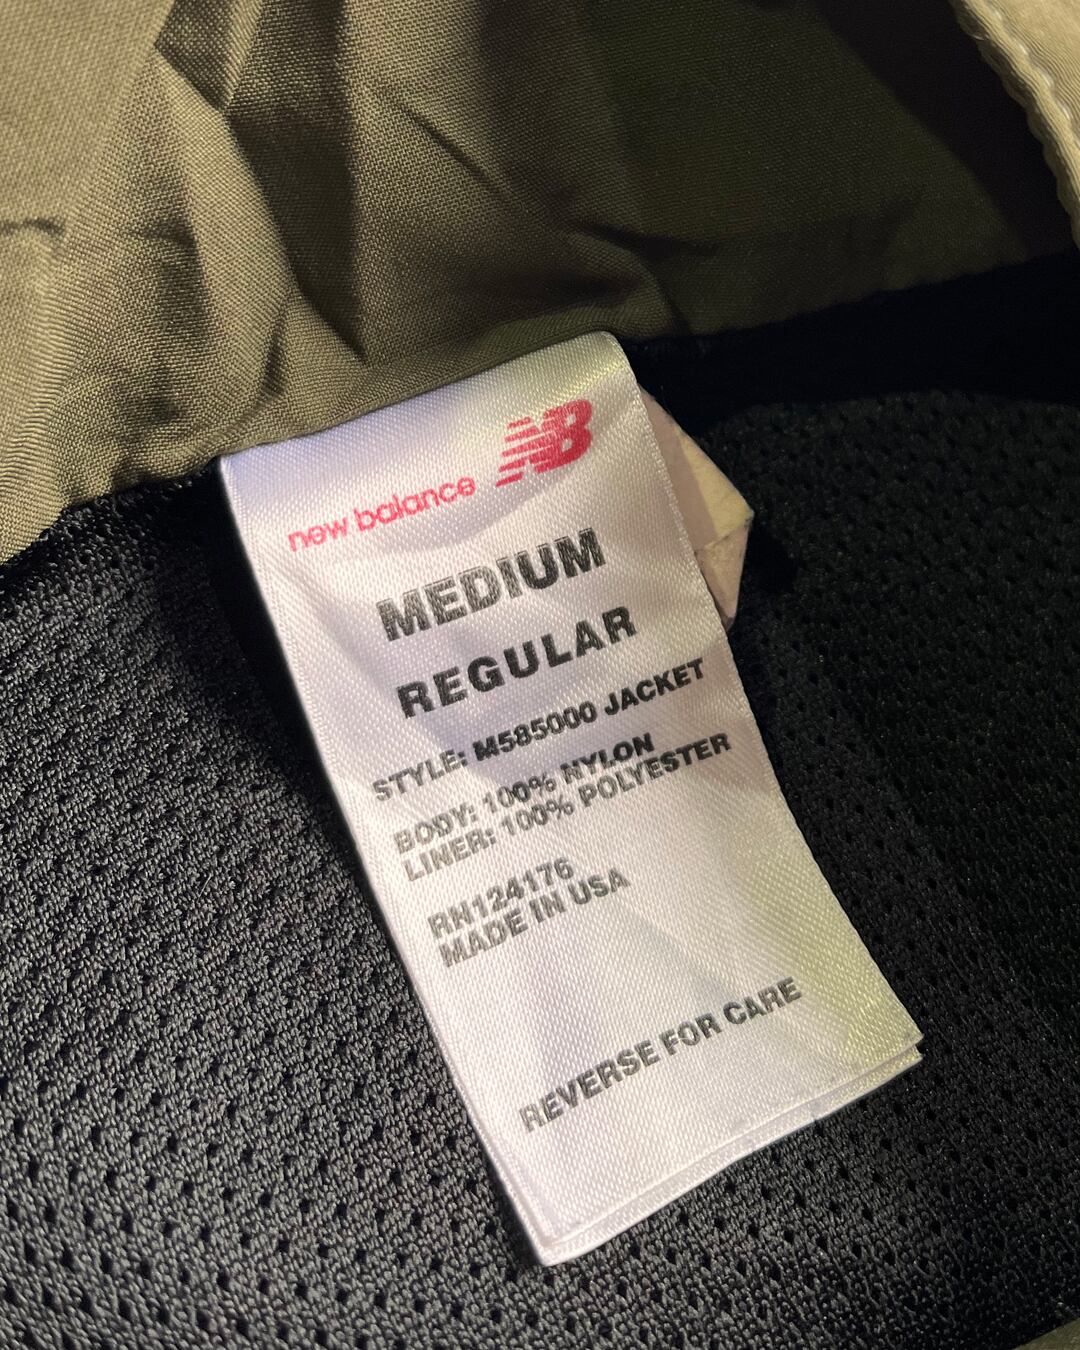 NB
new balance
MEDIUM
REGULAR
STYLE: M585000 JACKET
BODY: 100% NYLON
LINER: 100% POLYESTER
RN124176
MADE IN USA
REVERSE FOR CARE